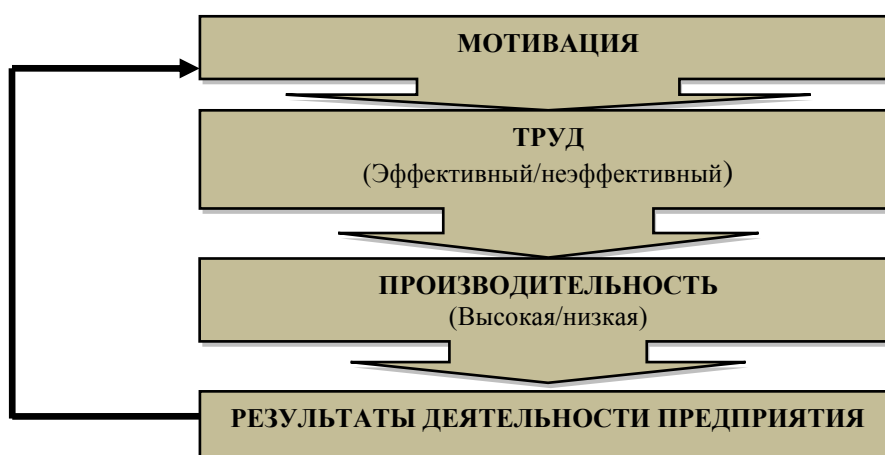 МОТИВАЦИЯ
ТРУД
(Эффективный/неэффективный)
ПРОИЗВОДИТЕЛЬНОСТЬ
(Высокая/низкая)
РЕЗУЛЬТАТЫ ДЕЯТЕЛЬНОСТИ ПРЕДПРИЯТИЯ